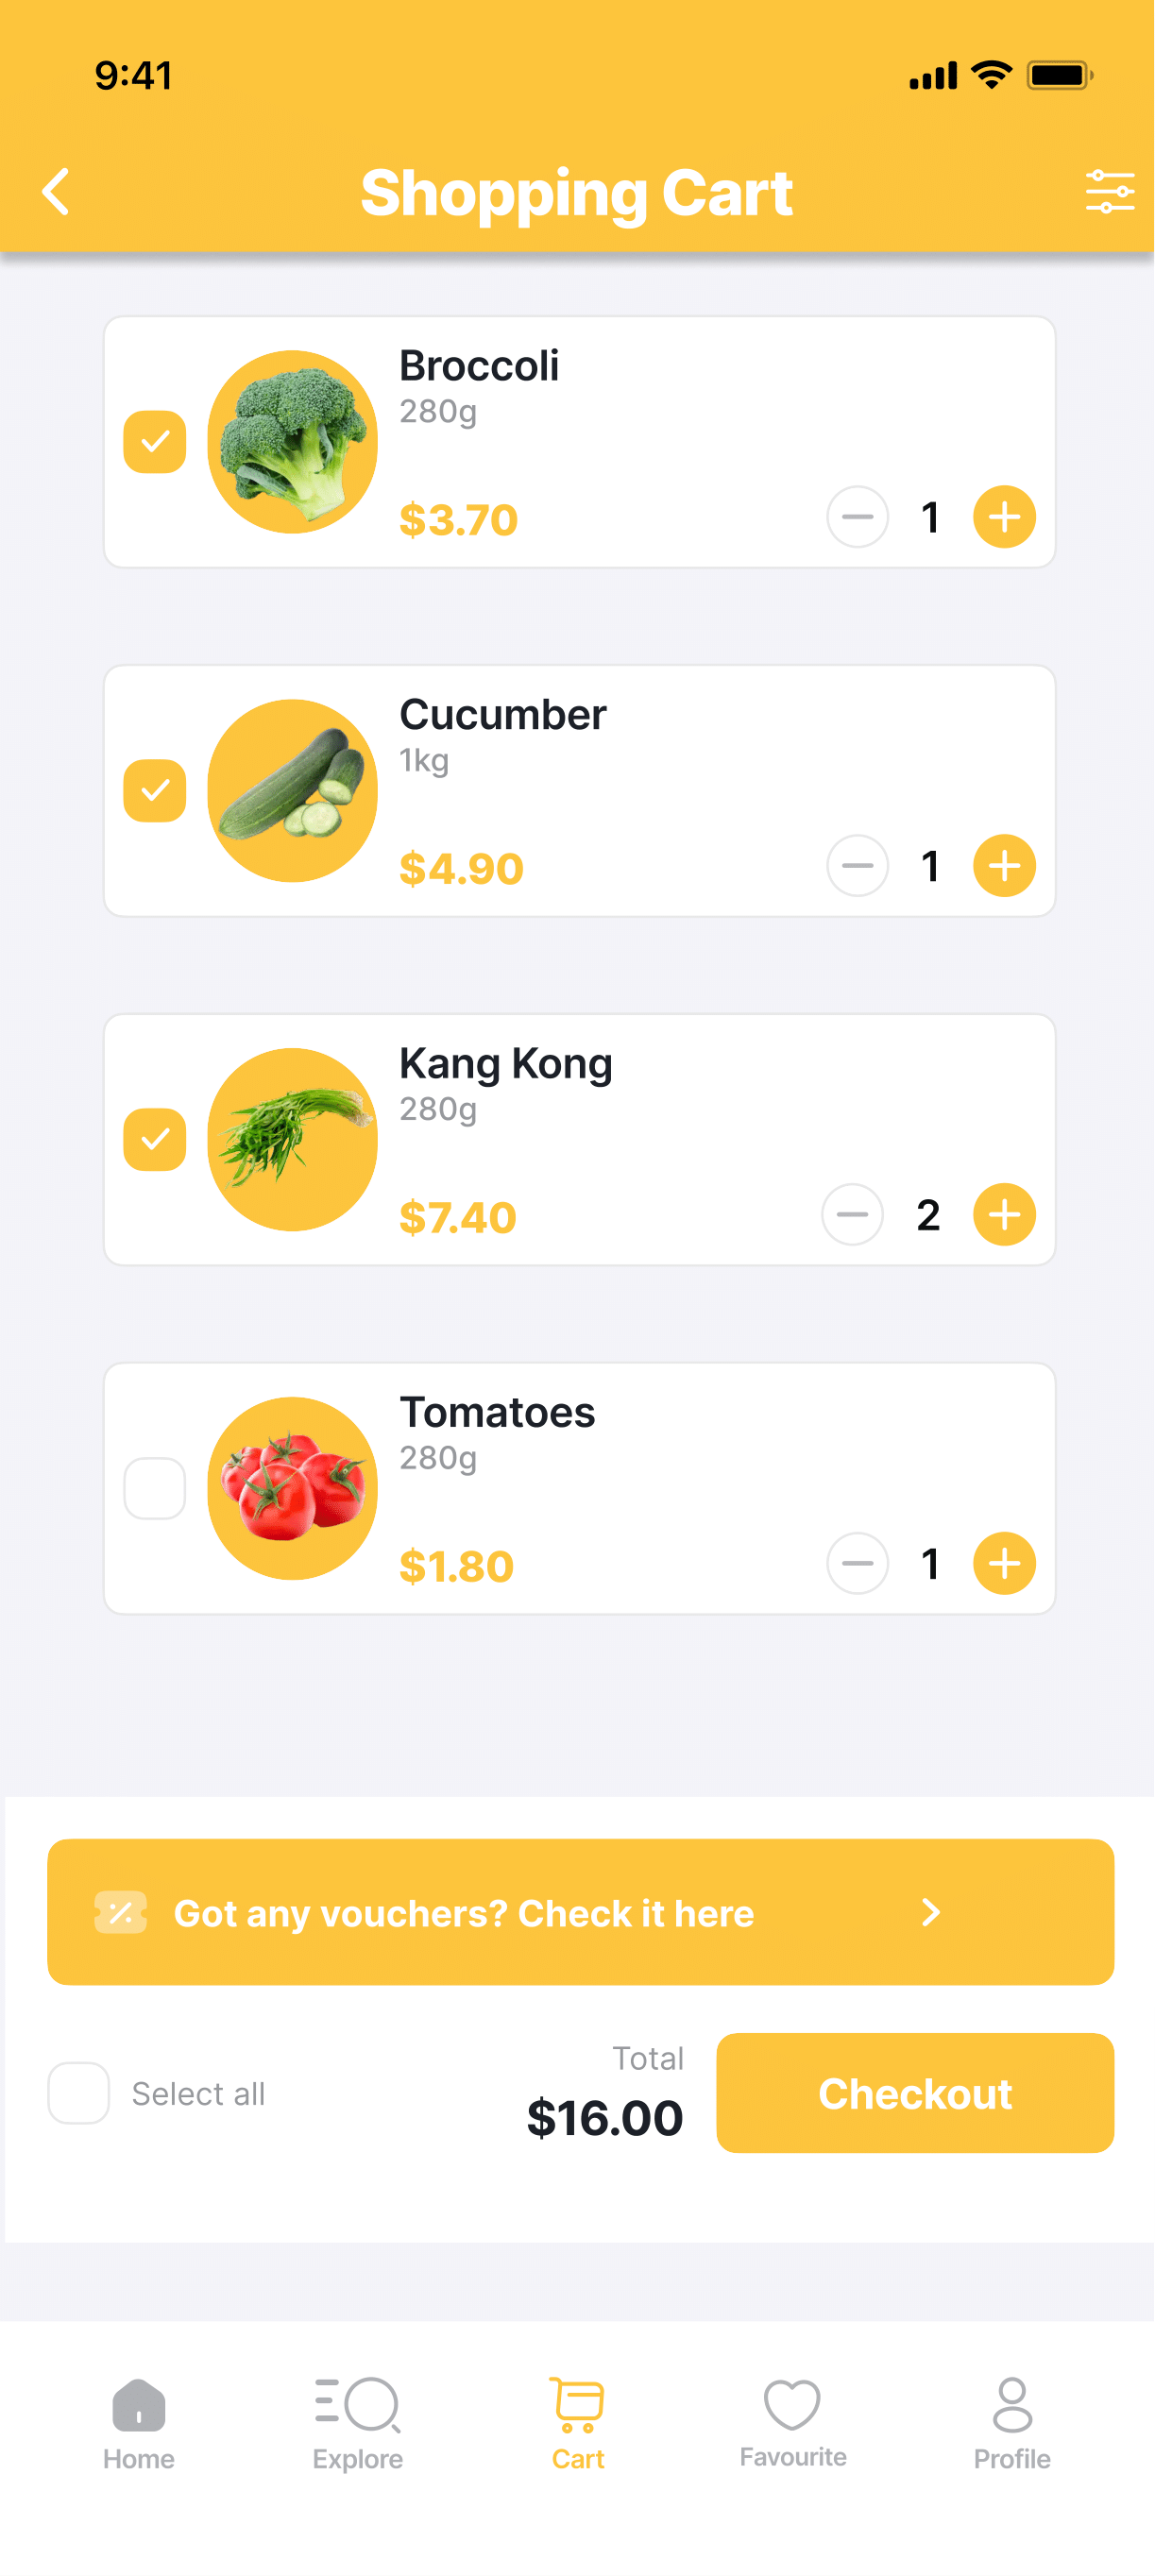 9:41
Shopping Cart
Broccoli
280g
$3.70
1
Cucumber
1kg
$4.90
1
Kang Kong
280g
$7.40
2
Tomatoes
280g
$1.80
1
Got any vouchers? Check it here
Total
Select all
$16.00
Checkout
Home
Explore
Cart
Favourite
Profile